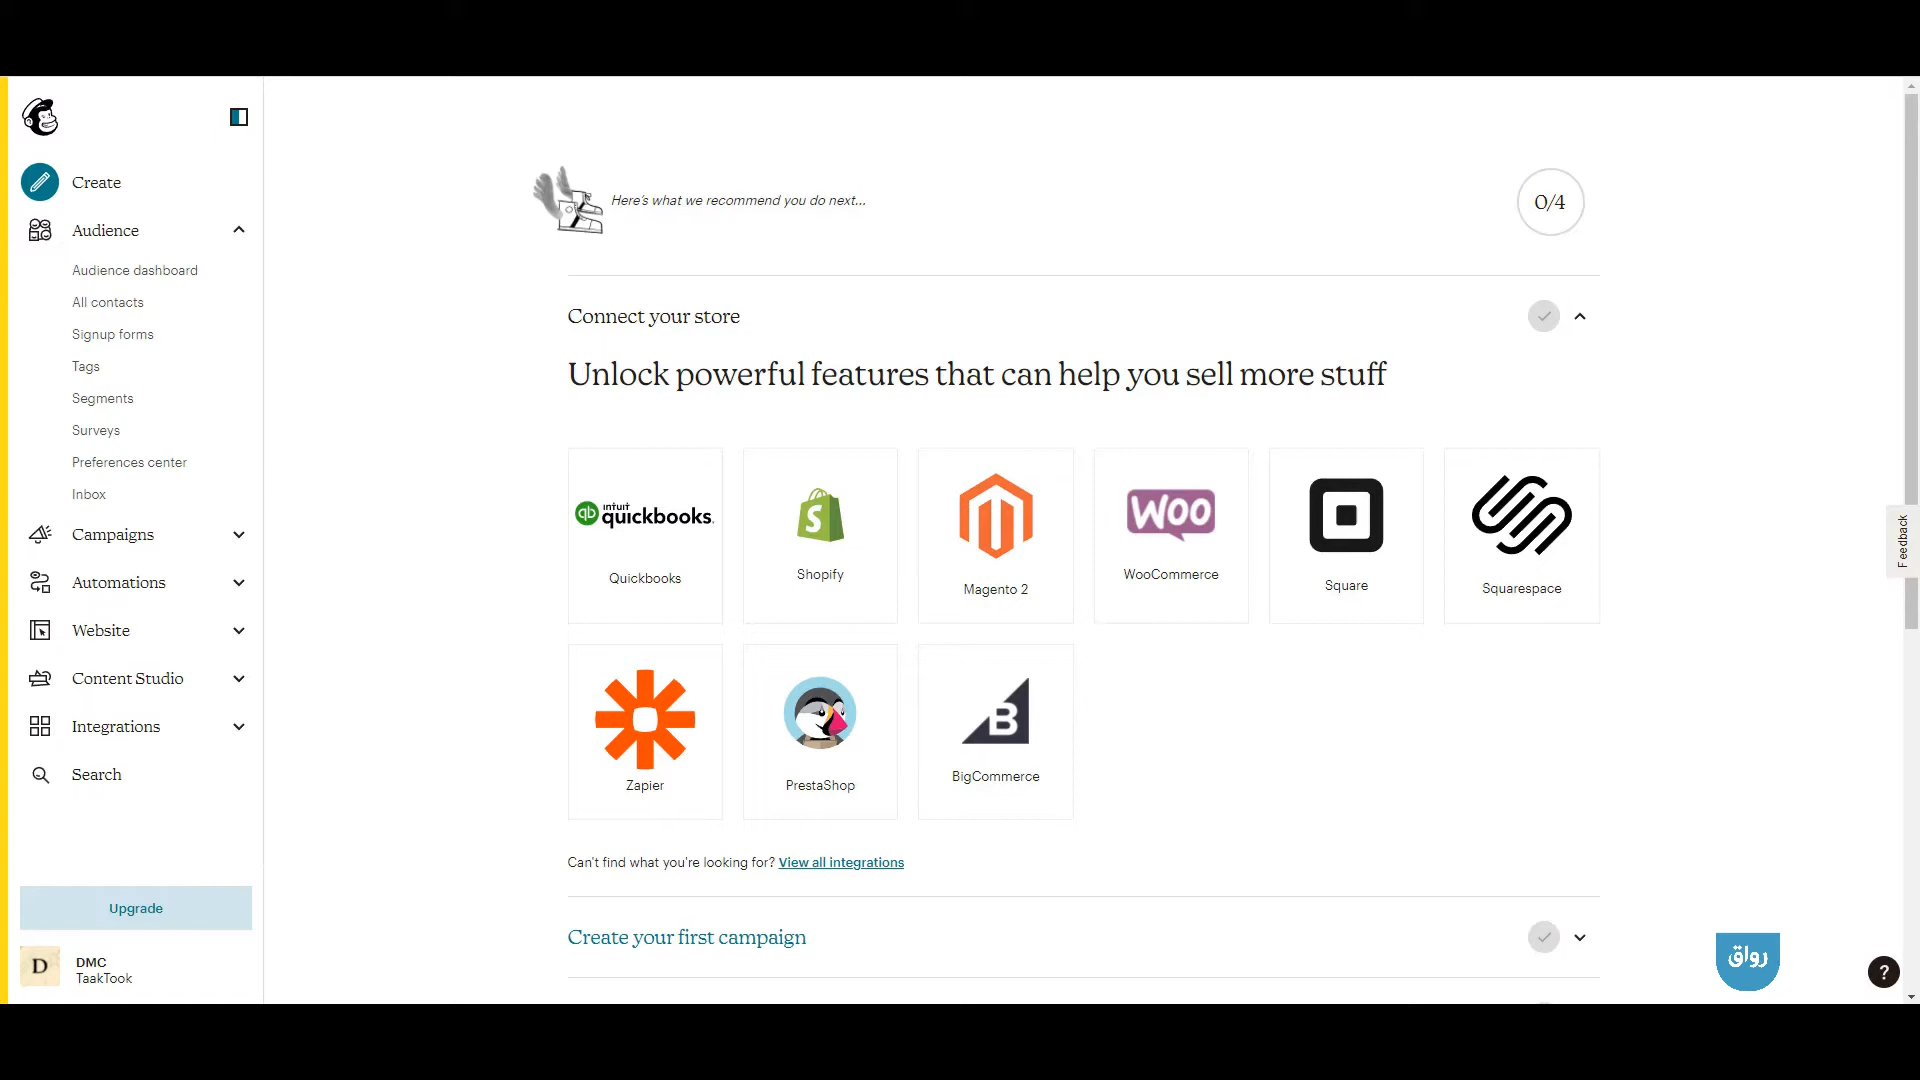 Create
Audience
Audience dashboard
All contacts
Signup forms
Tags
Segments
Surveys
Preferences center
Inbox
Campaigns
Automations
Website
Content Studio
Integrations
Search
Upgrade
D
DMC
TaakTook
Here's what we recommend you do next...
0/4
Connect your store
Unlock powerful features that can help you sell more stuff
qb intuit quickbooks.
Quickbooks
S
Shopify
Magento 2
WOO
WooCommerce
Square
Squarespace
Zapier
PrestaShop
B
BigCommerce
Can't find what you're looking for? View all integrations
Create your first campaign
Feedback
رواق
?